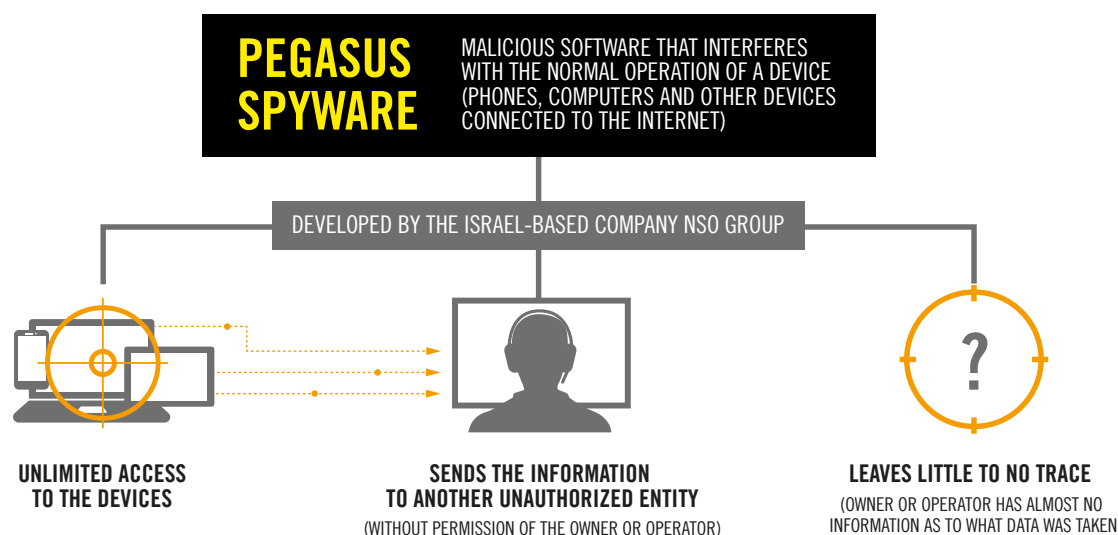 PEGASUS
SPYWARE
MALICIOUS SOFTWARE THAT INTERFERES
WITH THE NORMAL OPERATION OF A DEVICE
(PHONES, COMPUTERS AND OTHER DEVICES
CONNECTED TO THE INTERNET)
DEVELOPED BY THE ISRAEL-BASED COMPANY NSO GROUP
?
UNLIMITED ACCESS
TO THE DEVICES
SENDS THE INFORMATION
TO ANOTHER UNAUTHORIZED ENTITY
(WITHOUT PERMISSION OF THE OWNER OR OPERATOR)
LEAVES LITTLE TO NO TRACE
(OWNER OR OPERATOR HAS ALMOST NO
INFORMATION AS TO WHAT DATA WAS TAKEN